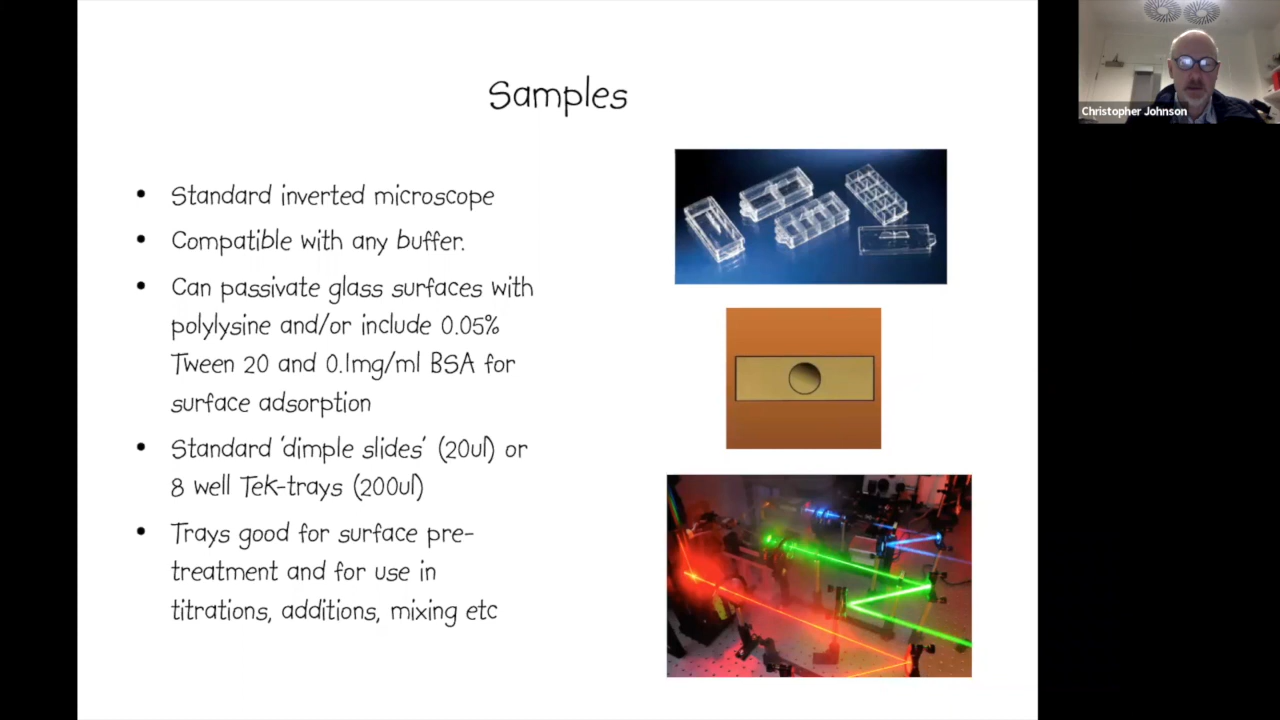 Samples
• Standard inverted microscope
• Compatible with any buffer.
• Can passivate glass surfaces with
polylysine and/or include 0.05%
Tween 20 and 0.1mg/ml BSA for
surface adsorption
• Standard 'dimple slides' (20ul) or
8 well Tek-trays (200ul)
• Trays good for surface pre-
treatment and for use in
titrations, additions, mixing etc
Christopher Johnson